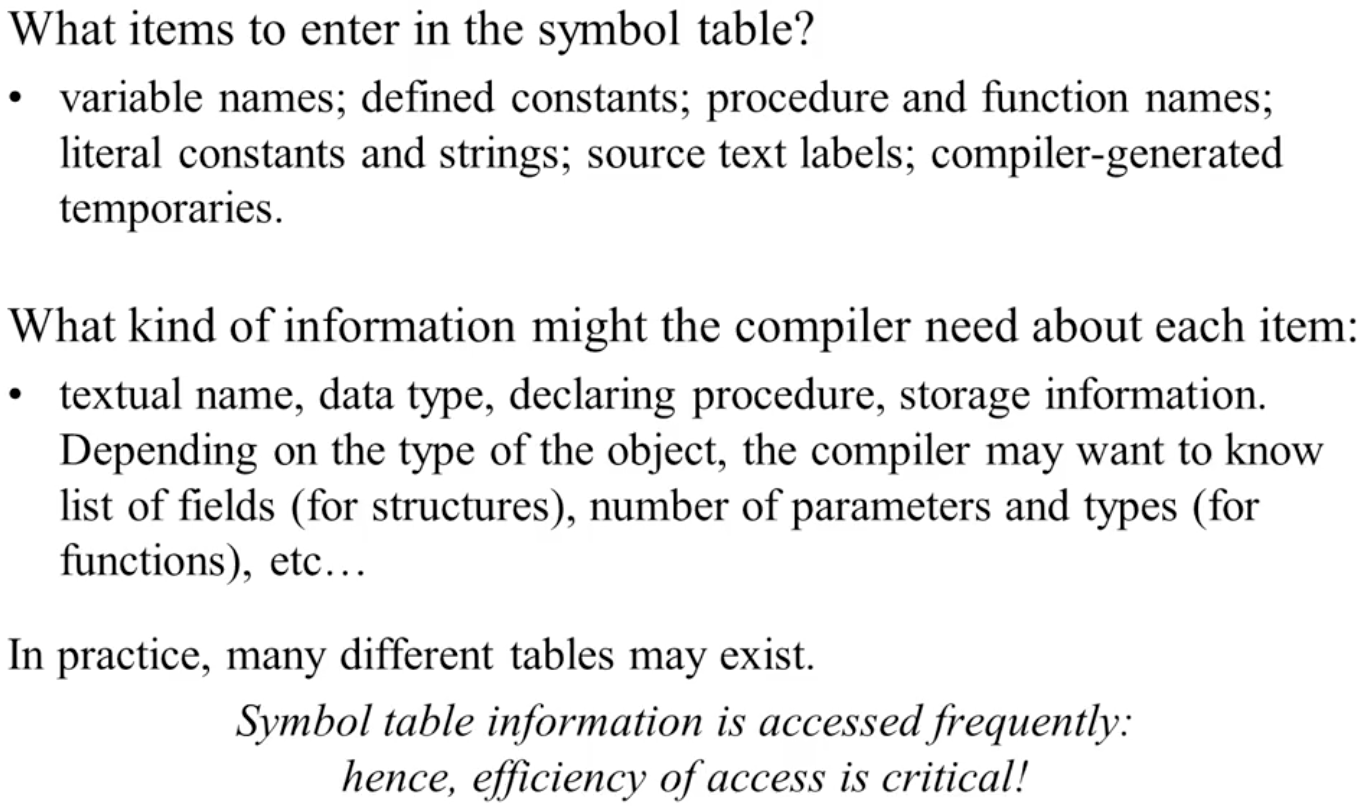 What items to enter in the symbol table?
• variable names; defined constants; procedure and function names;
literal constants and strings; source text labels; compiler-generated
temporaries.
What kind of information might the compiler need about each item:
• textual name, data type, declaring procedure, storage information.
Depending on the type of the object, the compiler may want to know
list of fields (for structures), number of parameters and types (for
functions), etc…
In practice, many different tables may exist.
Symbol table information is accessed frequently:
hence, efficiency of access is critical!